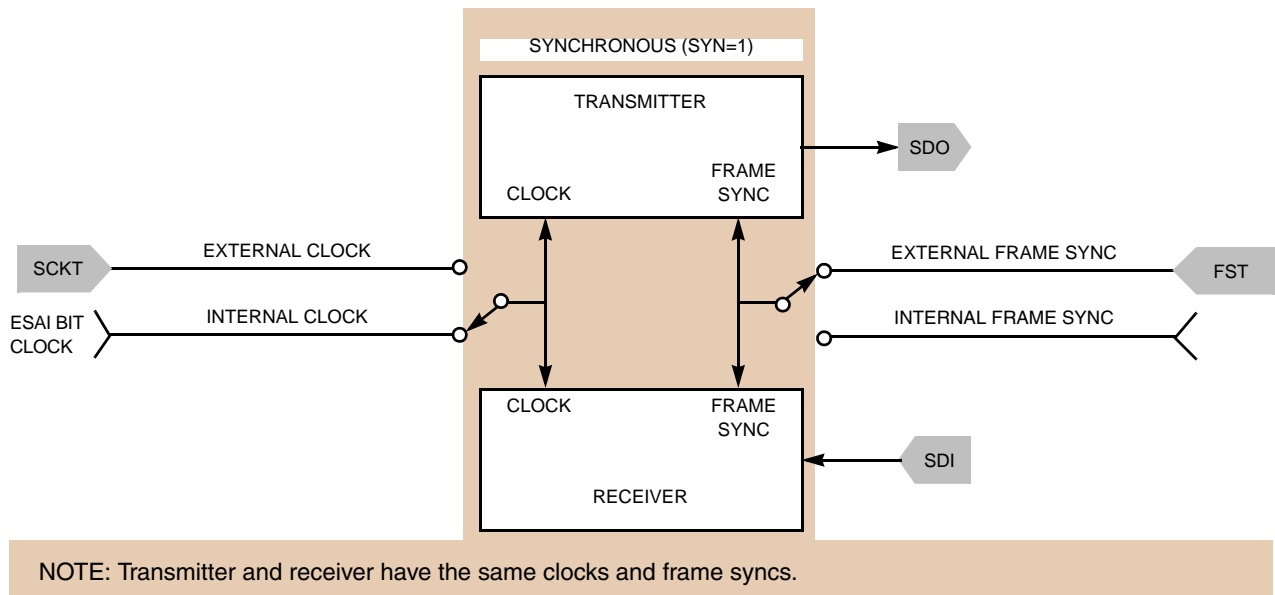 SYNCHRONOUS (SYN=1)
TRANSMITTER
SDO
FRAME
SYNC
CLOCK
EXTERNAL CLOCK
SCKT
EXTERNAL FRAME SYNC
FST
INTERNAL CLOCK
ESAI BIT
CLOCK
INTERNAL FRAME SYNC
CLOCK
FRAME
SYNC
SDI
RECEIVER
NOTE: Transmitter and receiver have the same clocks and frame syncs.